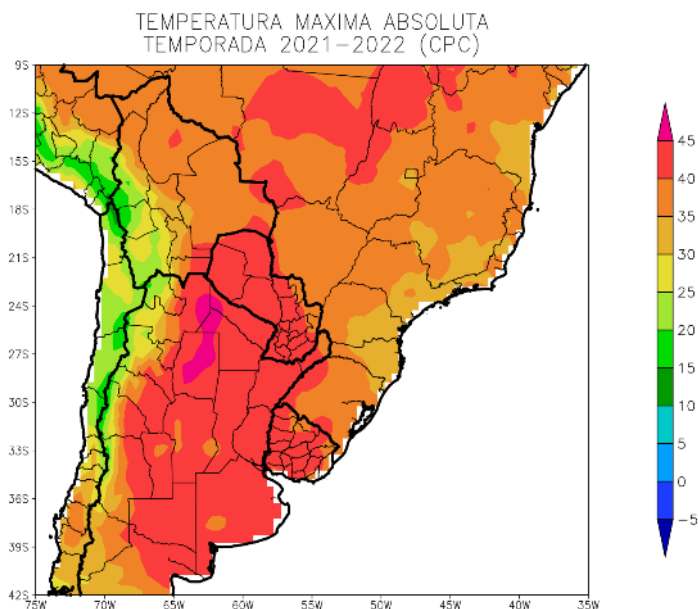 TEMPERATURA MAXIMA ABSOLUTA
TEMPORADA 2021-2022 (CPC)
9S
12S
15S
18S
21S
24S
27S
30S
33S
36S
39S
42S
75W
70W
65W
60W
55W
50W
45W
40W
35W
45
40
35
30
25
20
15
10
5
0
-5